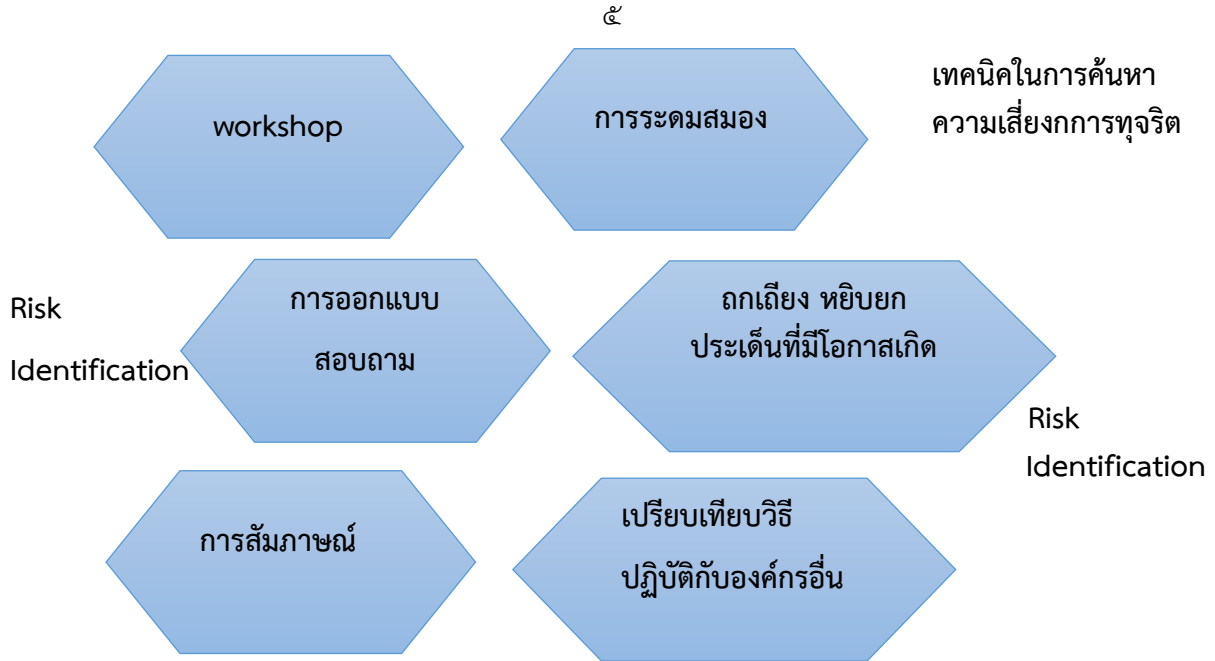 ๕
workshop
การระดมสมอง
เทคนิคในการค้นหา
ความเสี่ยงกการทุจริต
Risk
Identification
การออกแบบ
สอบถาม
ถกเถียง หยิบยก
ประเด็นที่มีโอกาสเกิด
Risk
Identification
การสัมภาษณ์
เปรียบเทียบวิธี
ปฏิบัติกับองค์กรอื่น